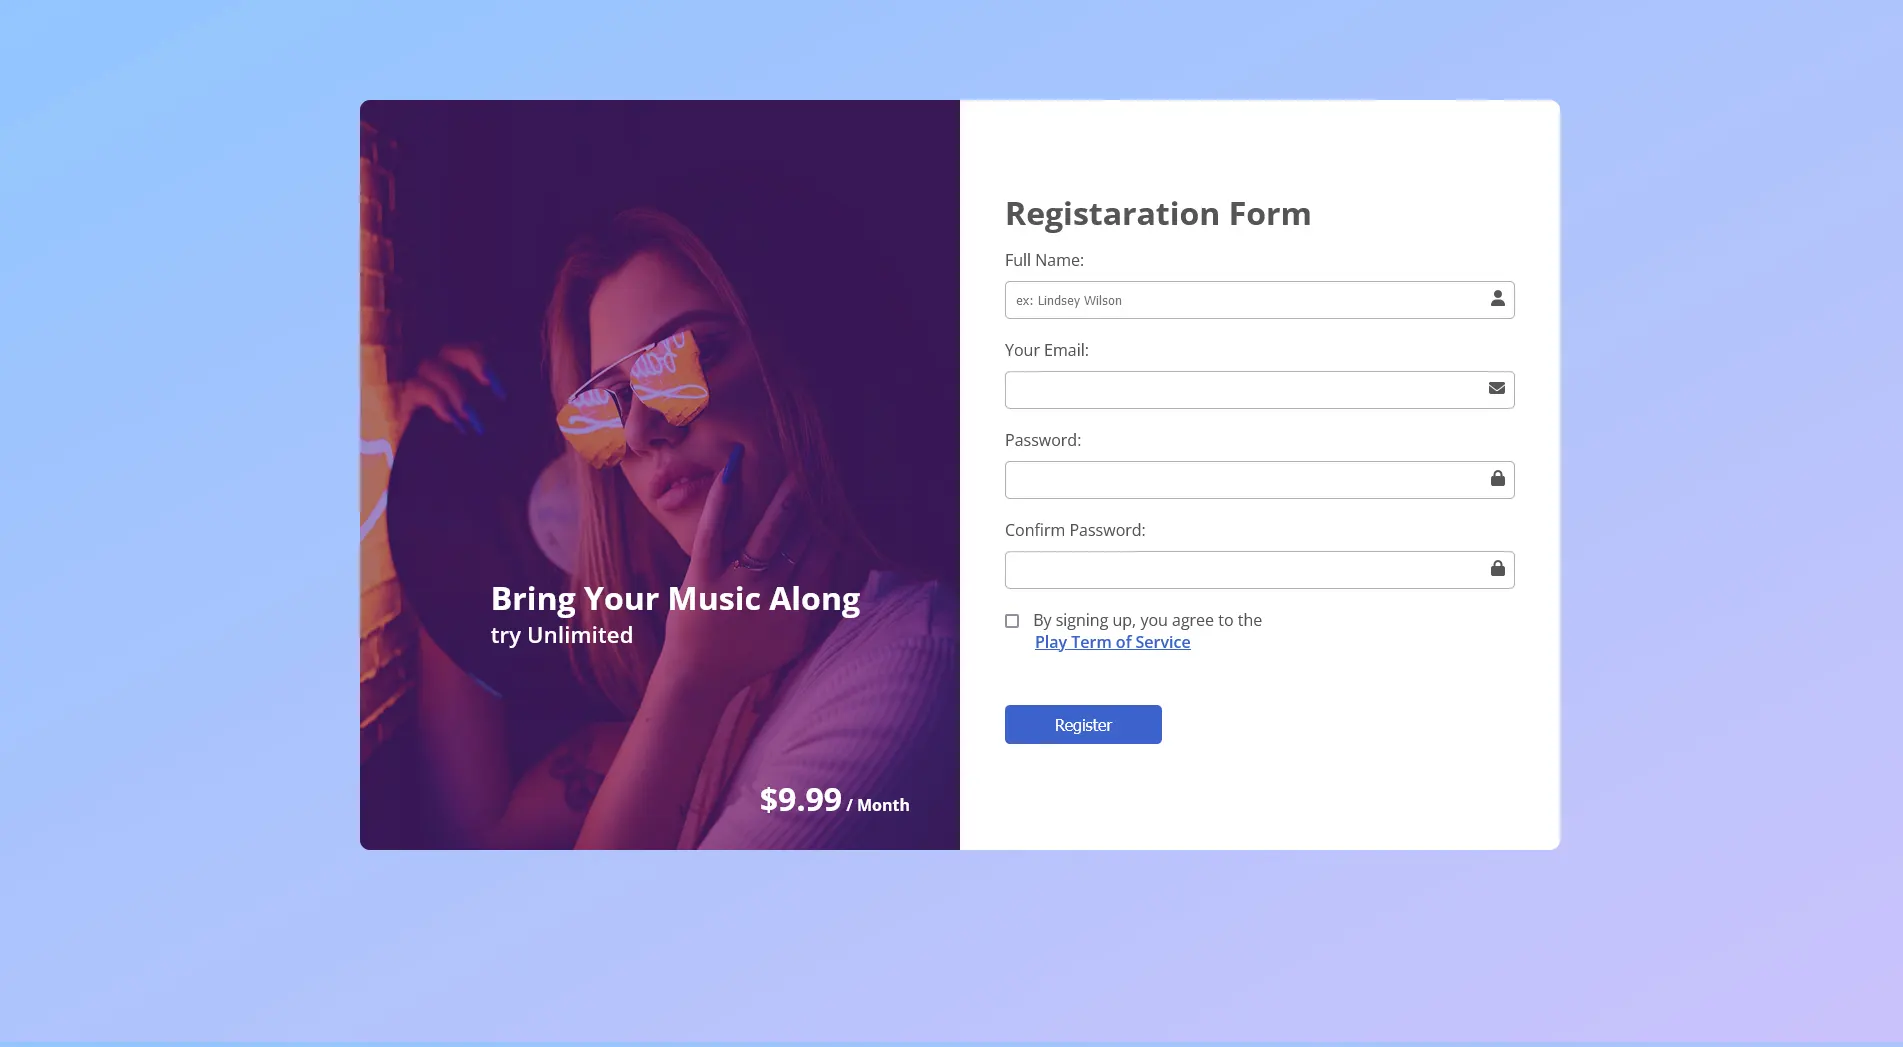 Bring Your Music Along
try Unlimited
$9.99 / Month
Registaration Form
Full Name:
ex: Lindsey Wilson
Your Email:
Password:
Confirm Password:
By signing up, you agree to the
Play Term of Service
Register